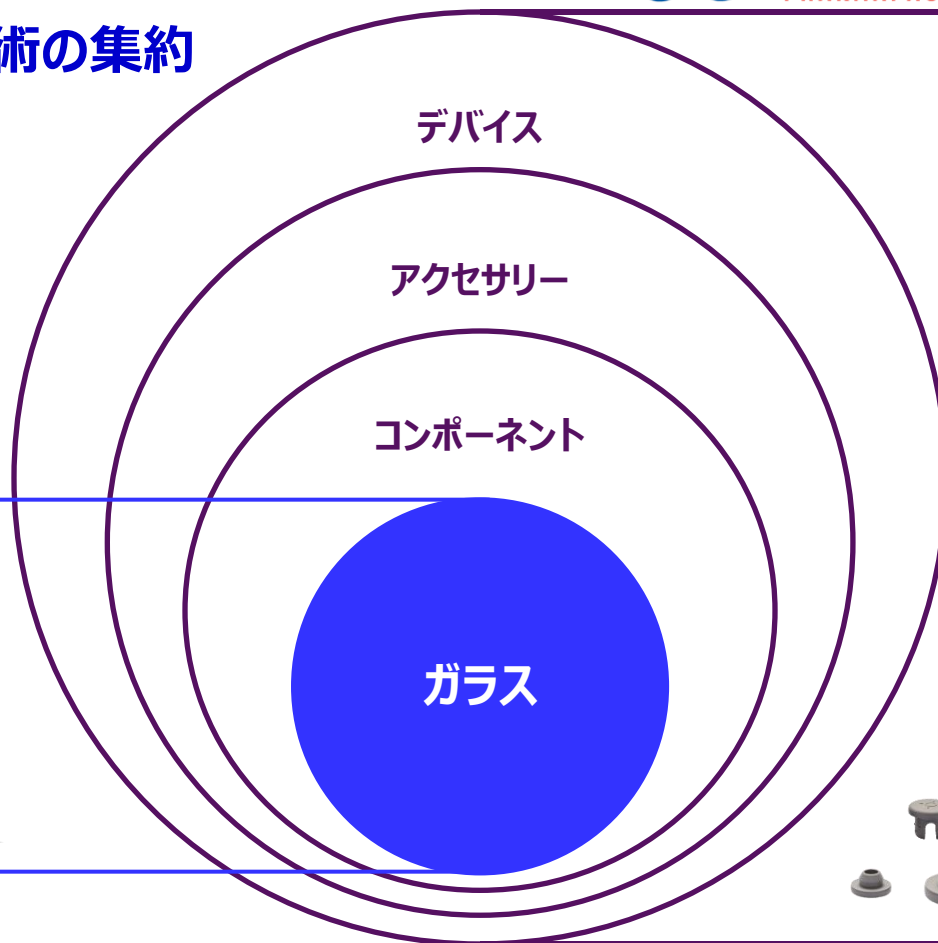 術の集約
デバイス
アクセサリー
コンポーネント
ガラス